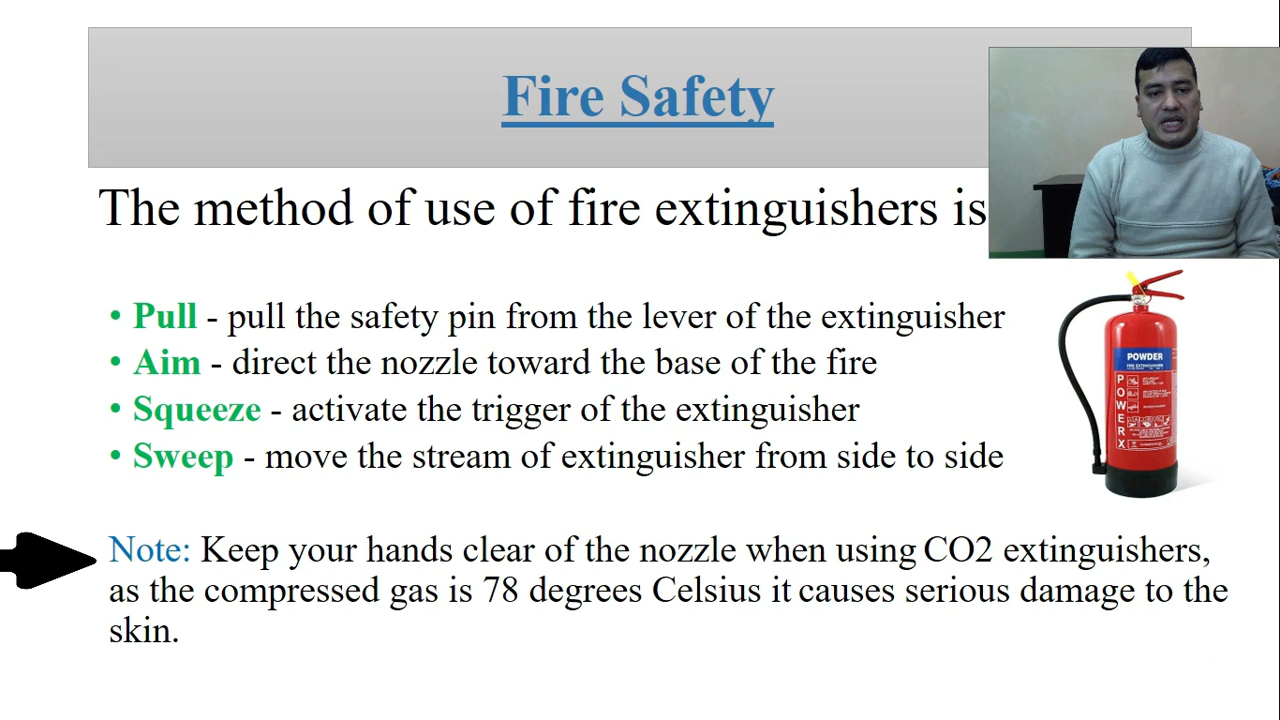 Fire Safety
The method of use of fire extinguishers is
• Pull - pull the safety pin from the lever of the extinguisher
• Aim - direct the nozzle toward the base of the fire
• Squeeze - activate the trigger of the extinguisher
• Sweep - move the stream of extinguisher from side to side
POWDER
POWERX
Note: Keep your hands clear of the nozzle when using CO2 extinguishers,
as the compressed gas is 78 degrees Celsius it causes serious damage to the
skin.